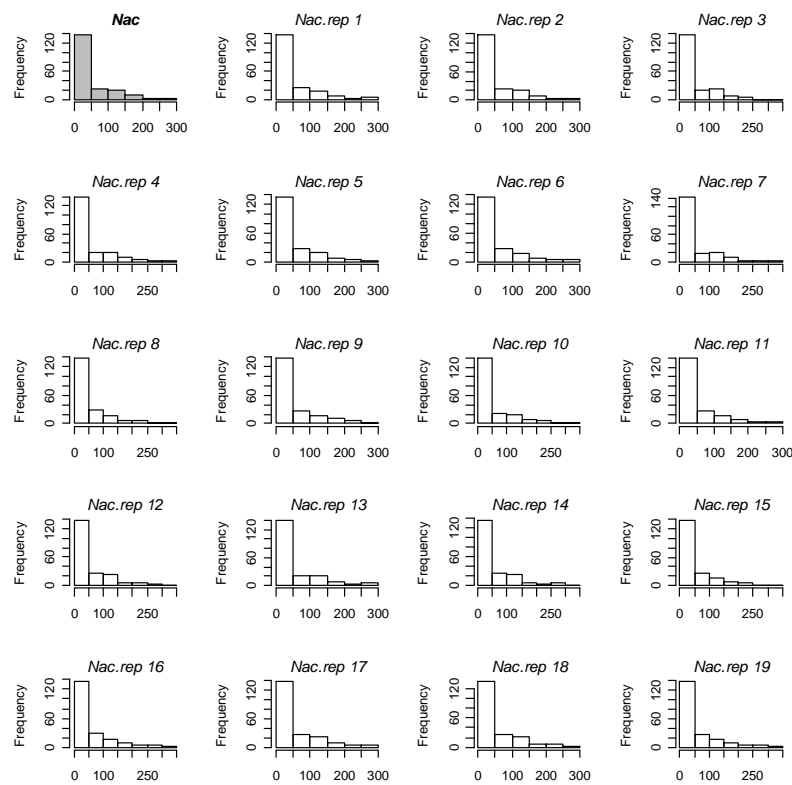 Nac
Frequency
0 60 120
0 100 200 300
Nac.rep 1
Frequency
0 60 120
0 100 200 300
Nac.rep 2
Frequency
0 60 120
0 100 200 300
Nac.rep 3
Frequency
0 60 120
0 100 250
Nac.rep 4
Frequency
0 60 120
0 100 250
Nac.rep 5
Frequency
0 60 120
0 100 200 300
Nac.rep 6
Frequency
0 60 120
0 100 200 300
Nac.rep 7
Frequency
0 60 140
0 100 250
Nac.rep 8
Frequency
0 60 120
0 100 250
Nac.rep 9
Frequency
0 60 120
0 100 200 300
Nac.rep 10
Frequency
0 60 120
0 100 250
Nac.rep 11
Frequency
0 60 120
0 100 200 300
Nac.rep 12
Frequency
0 60 120
0 100 250
Nac.rep 13
Frequency
0 60 120
0 100 200 300
Nac.rep 14
Frequency
0 60 120
0 100 250
Nac.rep 15
Frequency
0 60 120
0 100 250
Nac.rep 16
Frequency
0 60 120
0 100 250
Nac.rep 17
Frequency
0 60 120
0 100 200 300
Nac.rep 18
Frequency
0 60 120
0 100 200 300
Nac.rep 19
Frequency
0 60 120
0 100 250